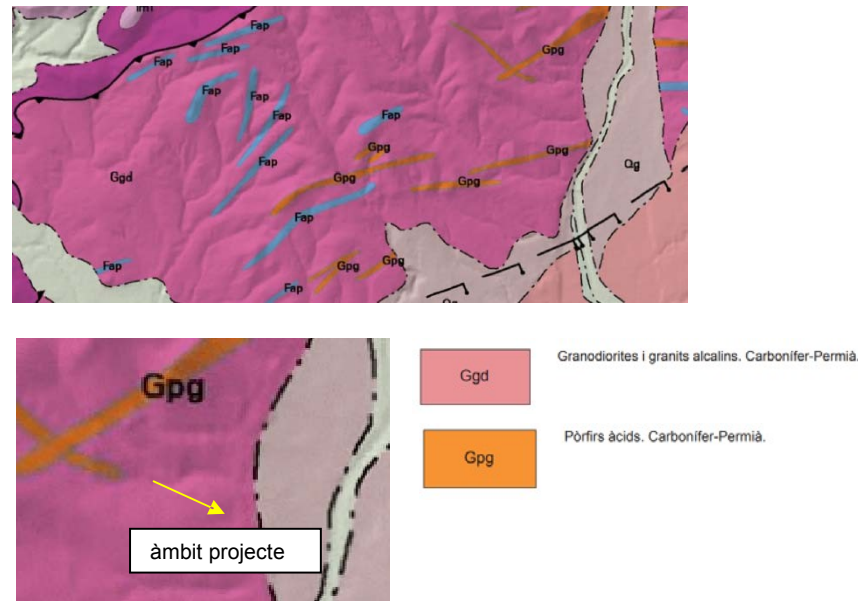 Fap
Fap
Fap
Gpg
Fap
Fap
Fap
Fap
Fap
Gpg
Gpg
Gpg
Gpg
Qg
Ggd
Fap
Fap
Gpg
Gpg
Fap
Gpg
àmbit projecte
Ggd
Granodiorites i granits alcalins. Carbonífer-Permià.
Gpg
Pòrfirs àcids. Carbonífer-Permià.